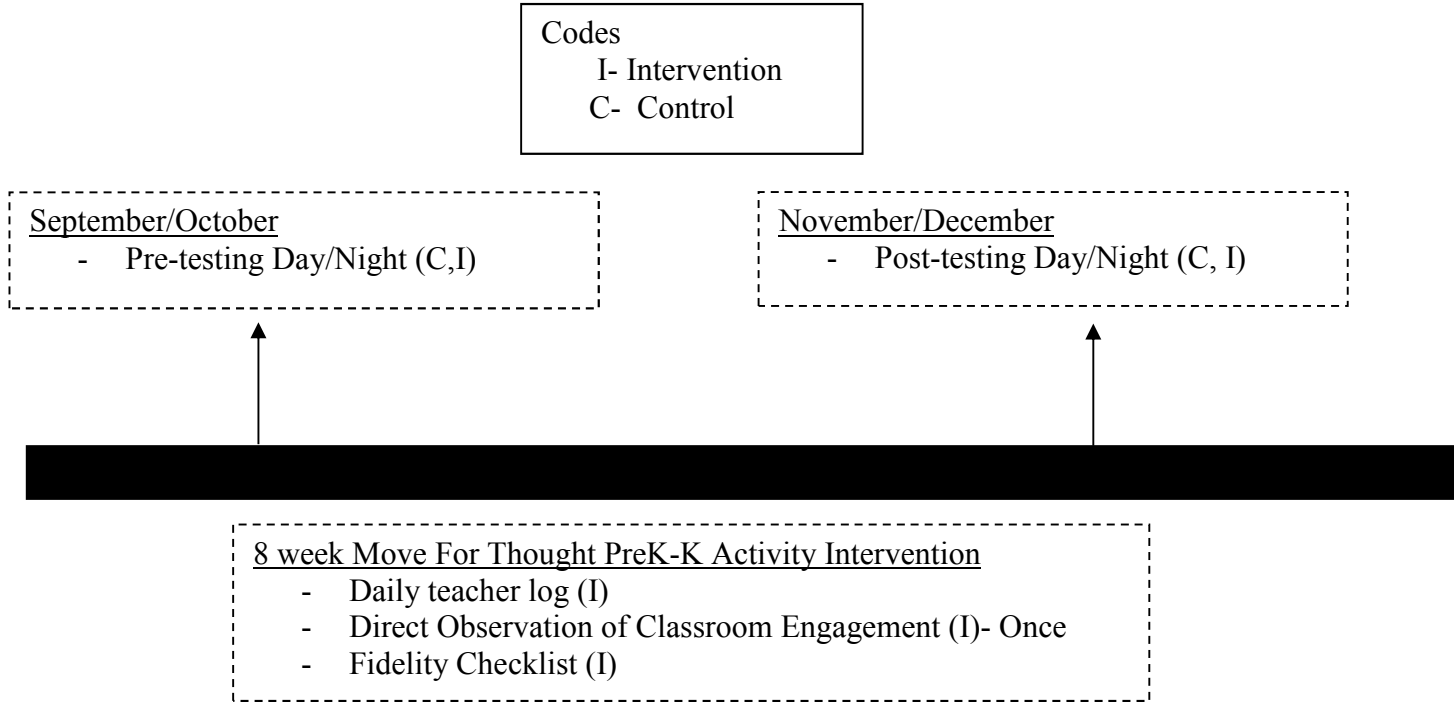 Codes
I- Intervention
C- Control
September/October
- Pre-testing Day/Night (C,I)
November/December
- Post-testing Day/Night (C, I)
8 week Move For Thought PreK-K Activity Intervention
- Daily teacher log (I)
- Direct Observation of Classroom Engagement (I)- Once
- Fidelity Checklist (I)